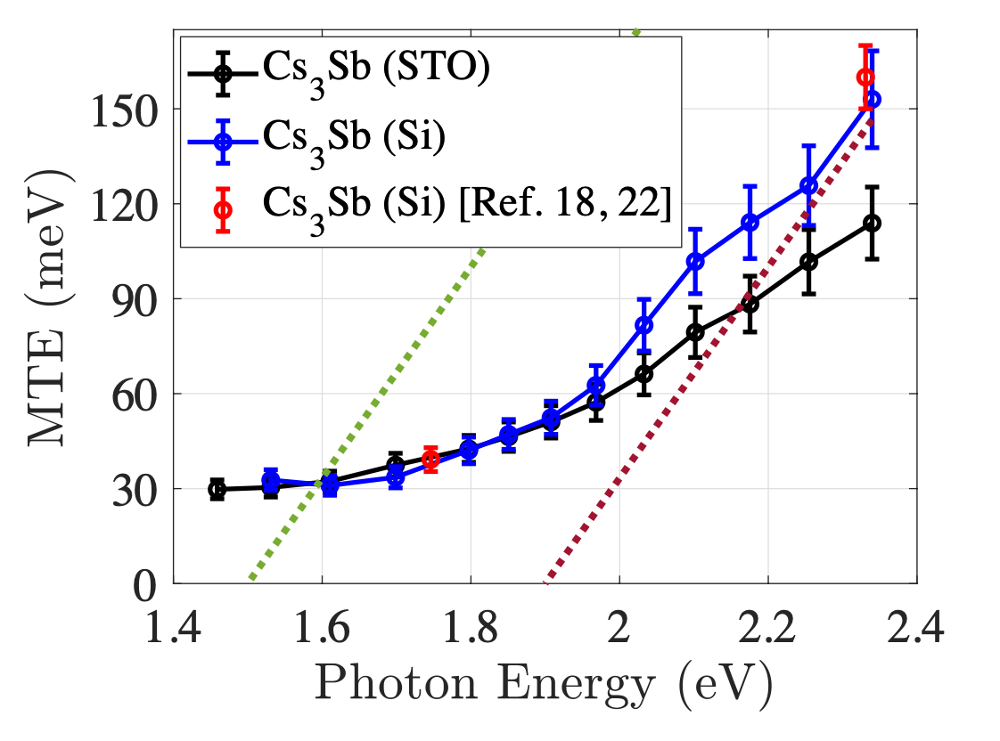 Cs₃Sb (STO)
Cs₃Sb (Si)
Cs₃Sb (Si) [Ref. 18, 22]
150
120
90
60
30
0
MTE (meV)
1.4 1.6 1.8 2 2.2 2.4
Photon Energy (eV)